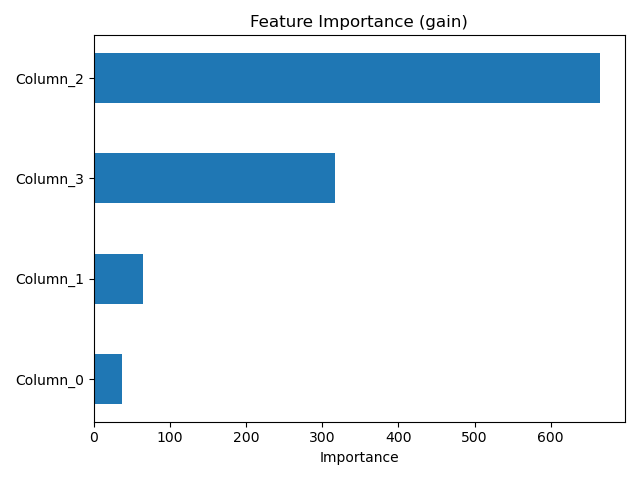 Feature Importance (gain)
Column_2
Column_3
Column_1
Column_0
0 100 200 300 400 500 600
Importance